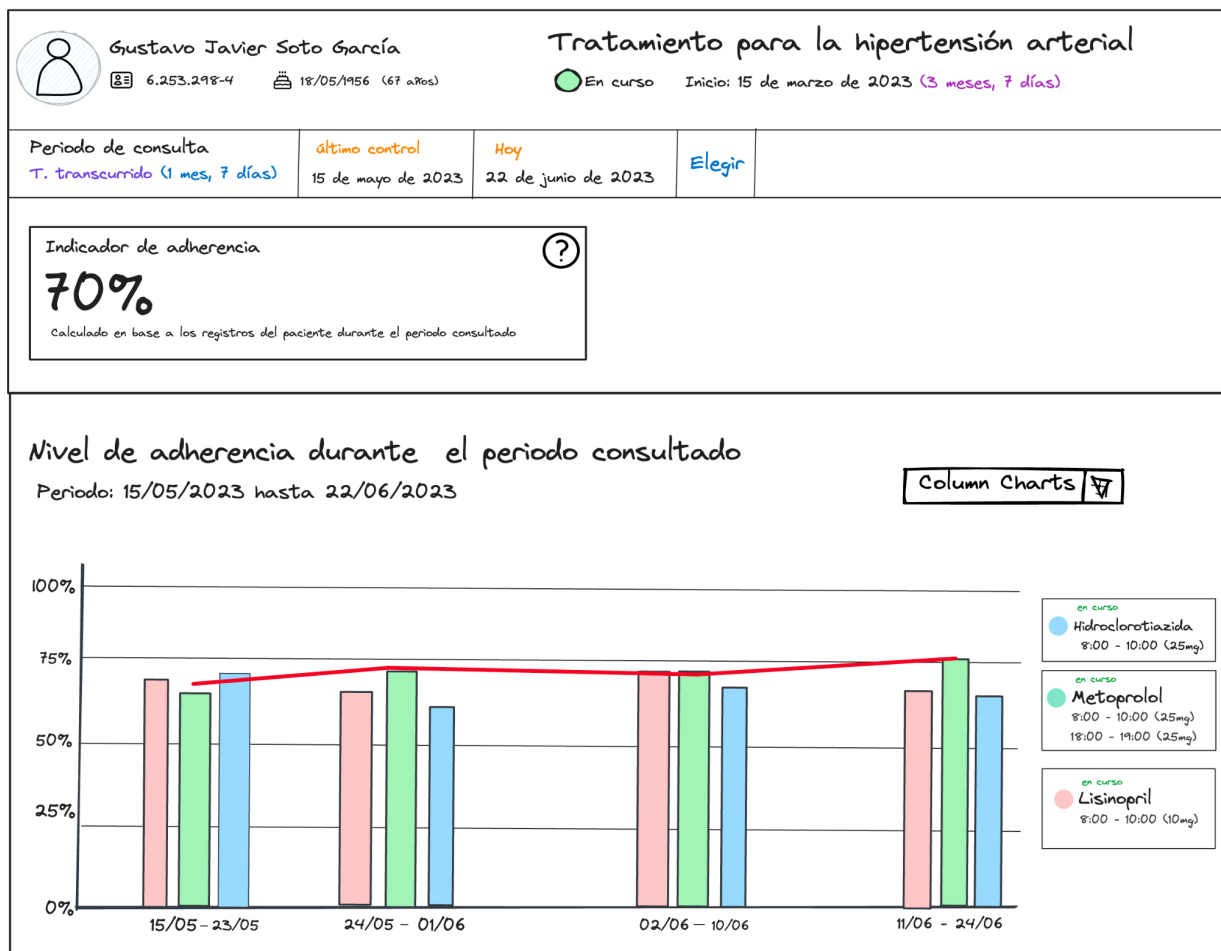 Gustavo Javier Soto García
6.253.298-4 18/05/1956 (67 años)
Tratamiento para la hipertensión arterial
En curso Inicio: 15 de marzo de 2023 (3 meses, 7 días)
Periodo de consulta
T. transcurrido (1 mes, 7 días)
último control
15 de mayo de 2023
Hoy
22 de junio de 2023
Elegir
Indicador de adherencia
?
70%
Calculado en base a los registros del paciente durante el periodo consultado
Nivel de adherencia durante el periodo consultado
Periodo: 15/05/2023 hasta 22/06/2023
Column Charts
100%
75%
50%
25%
0%
15/05-23/05
24/05 - 01/06
02/06 - 10/06
11/06 - 24/06
en curso
Hidroclorotiazida
8:00 - 10:00 (25mg)
en curso
Metoprolol
8:00 - 10:00 (25mg)
18:00 - 19:00 (25mg)
en curso
Lisinopril
8:00 - 10:00 (10mg)